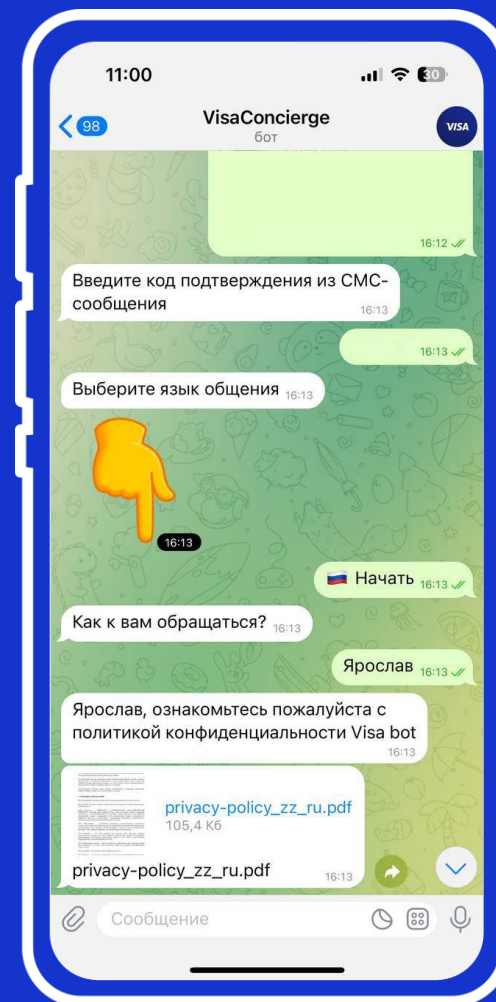 11:00
30
98
VisaConcierge
бот
VISA
16:12
Введите код подтверждения из СМС-
сообщения
16:13
16:13
Выберите язык общения 16:13
16:13
Начать 16:13
Как к вам обращаться? 16:13
Ярослав 16:13
Ярослав, ознакомьтесь пожалуйста с
политикой конфиденциальности Visa bot
16:13
privacy-policy_zz_ru.pdf
105,4 Кб
privacy-policy_zz_ru.pdf 16:13
Сообщение